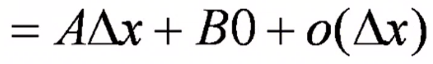 = AΔx + B0 + o(Δx)